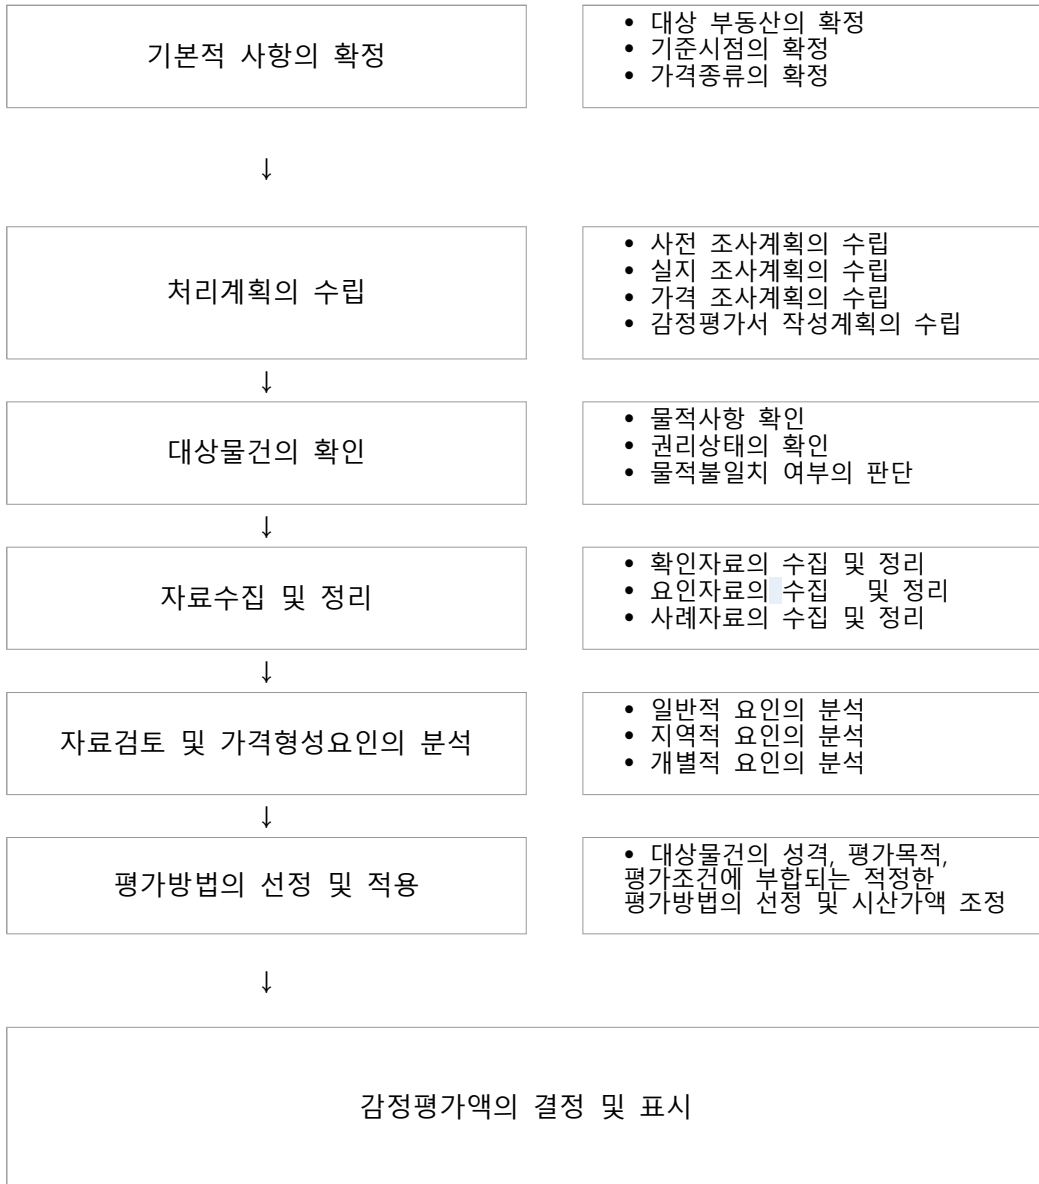 기본적 사항의 확정
• 대상 부동산의 확정
• 기준시점의 확정
• 가격종류의 확정
↓
처리계획의 수립
• 사전 조사계획의 수립
• 실지 조사계획의 수립
• 가격 조사계획의 수립
• 감정평가서 작성계획의 수립
↓
대상물건의 확인
• 물적사항 확인
• 권리상태의 확인
• 물적불일치 여부의 판단
↓
자료수집 및 정리
• 확인자료의 수집 및 정리
• 요인자료의 수집 및 정리
• 사례자료의 수집 및 정리
↓
자료검토 및 가격형성요인의 분석
• 일반적 요인의 분석
• 지역적 요인의 분석
• 개별적 요인의 분석
↓
평가방법의 선정 및 적용
• 대상물건의 성격, 평가목적,
평가조건에 부합되는 적정한
평가방법의 선정 및 시산가액 조정
↓
감정평가액의 결정 및 표시